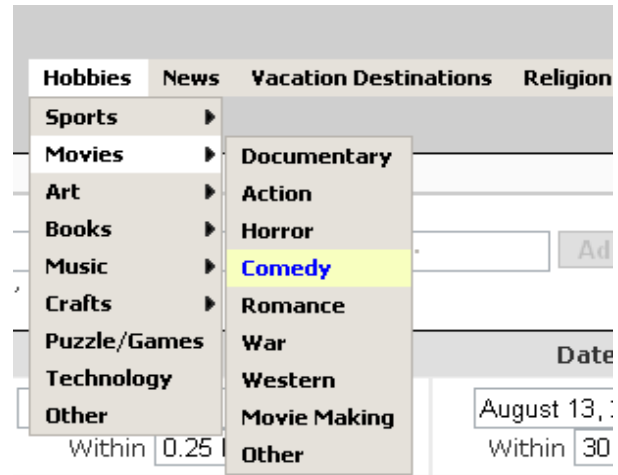 Hobbies News Vacation Destinations Religion
Sports
Movies
Art
Books
Music
Crafts
Puzzle/Games
Technology
Other
Documentary
Action
Horror
Comedy
Romance
War
Western
Movie Making
Other
Ad
Date
August 13,
Within 0.25
Within 30